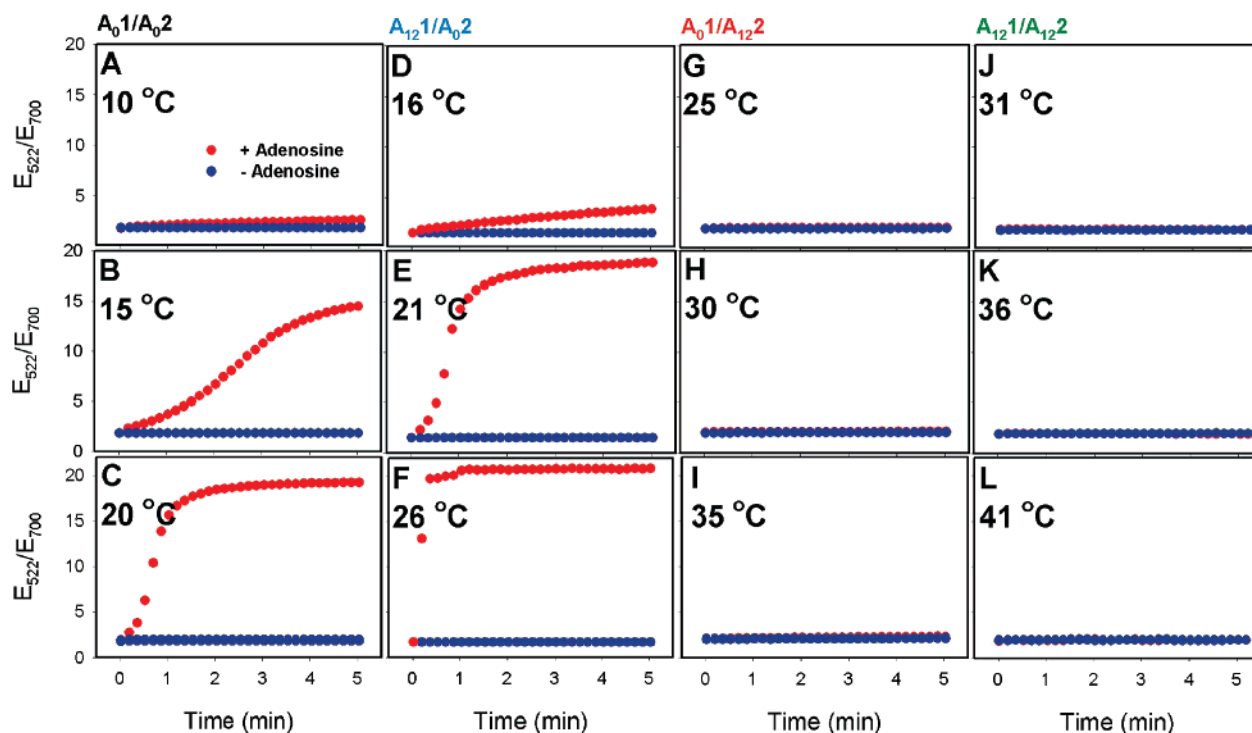 A₀1/A₀2 A₁₂1/A₀2 A₀1/A₁₂2 A₁₂1/A₁₂2
20
15
10
5
E₅₂₂/E₇₀₀
A
10 °C
+ Adenosine
- Adenosine
D
16 °C
G
25 °C
J
31 °C
20
15
10
5
0
E₅₂₂/E₇₀₀
B
15 °C
E
21 °C
H
30 °C
K
36 °C
20
15
10
5
0
E₅₂₂/E₇₀₀
C
20 °C
F
26 °C
I
35 °C
L
41 °C
0 1 2 3 4 5 0 1 2 3 4 5 0 1 2 3 4 5 0 1 2 3 4 5
Time (min) Time (min) Time (min) Time (min)